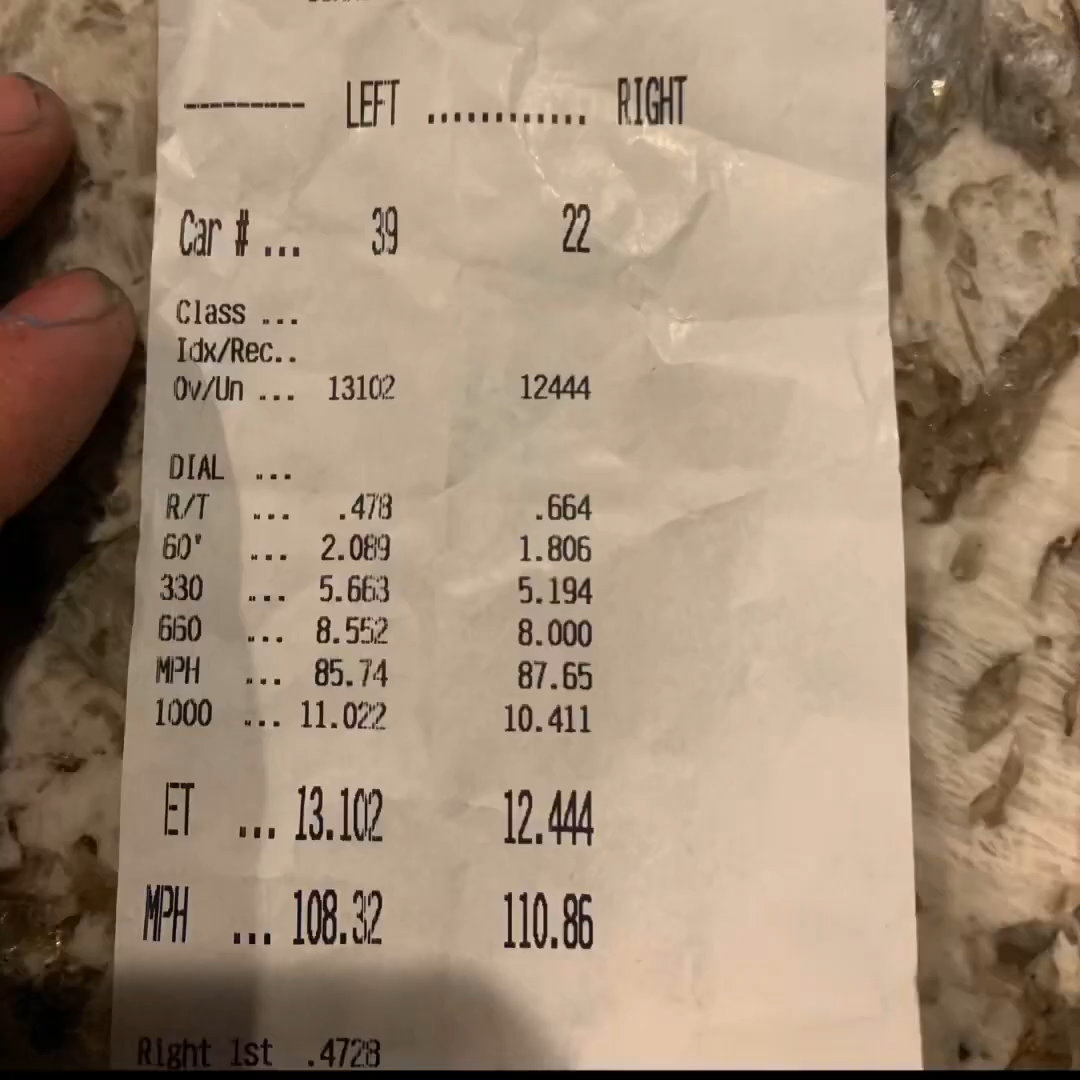 --------- LEFT ............ RIGHT
Car # ... 39 22
Class ...
Idx/Rec..
Ov/Un ... 13102 12444
DIAL ...
R/T ... .478 .664
60' ... 2.089 1.806
330 ... 5.663 5.194
660 ... 8.552 8.000
MPH ... 85.74 87.65
1000 ... 11.022 10.411
ET ... 13.102 12.444
MPH ... 108.32 110.86
Right 1st .4728